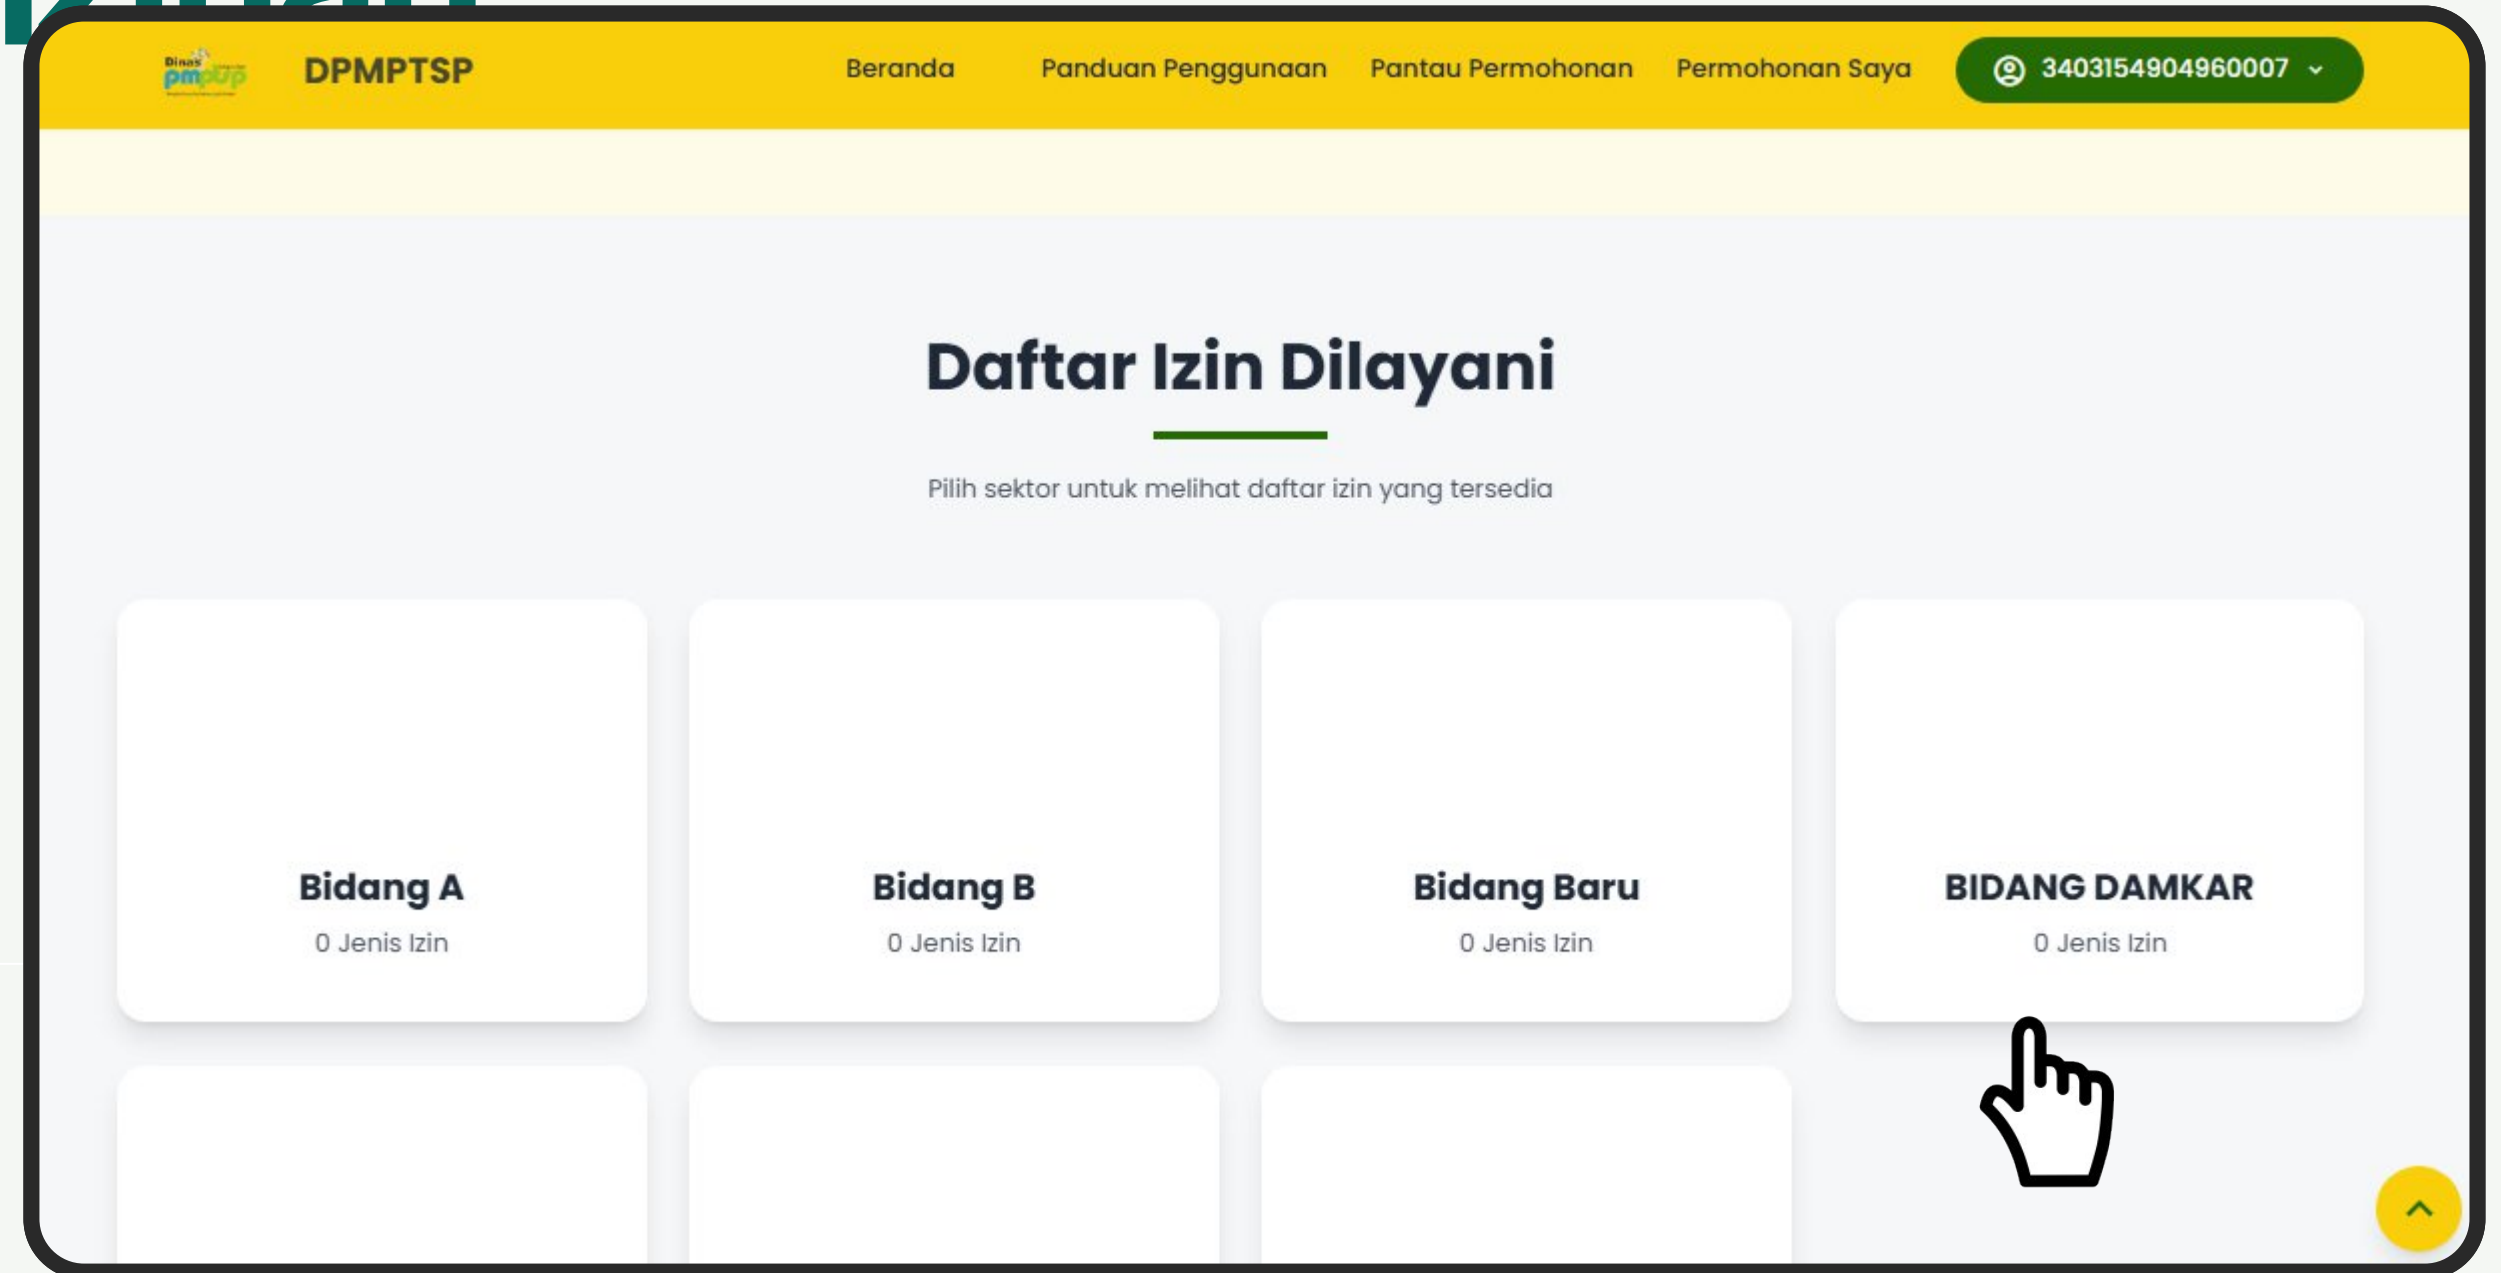 Dinas
pmptsp
DPMPTSP
Beranda
Panduan Penggunaan
Pantau Permohonan
Permohonan Saya
3403154904960007
Daftar Izin Dilayani
Pilih sektor untuk melihat daftar izin yang tersedia
Bidang A
0 Jenis Izin
Bidang B
0 Jenis Izin
Bidang Baru
0 Jenis Izin
BIDANG DAMKAR
0 Jenis Izin